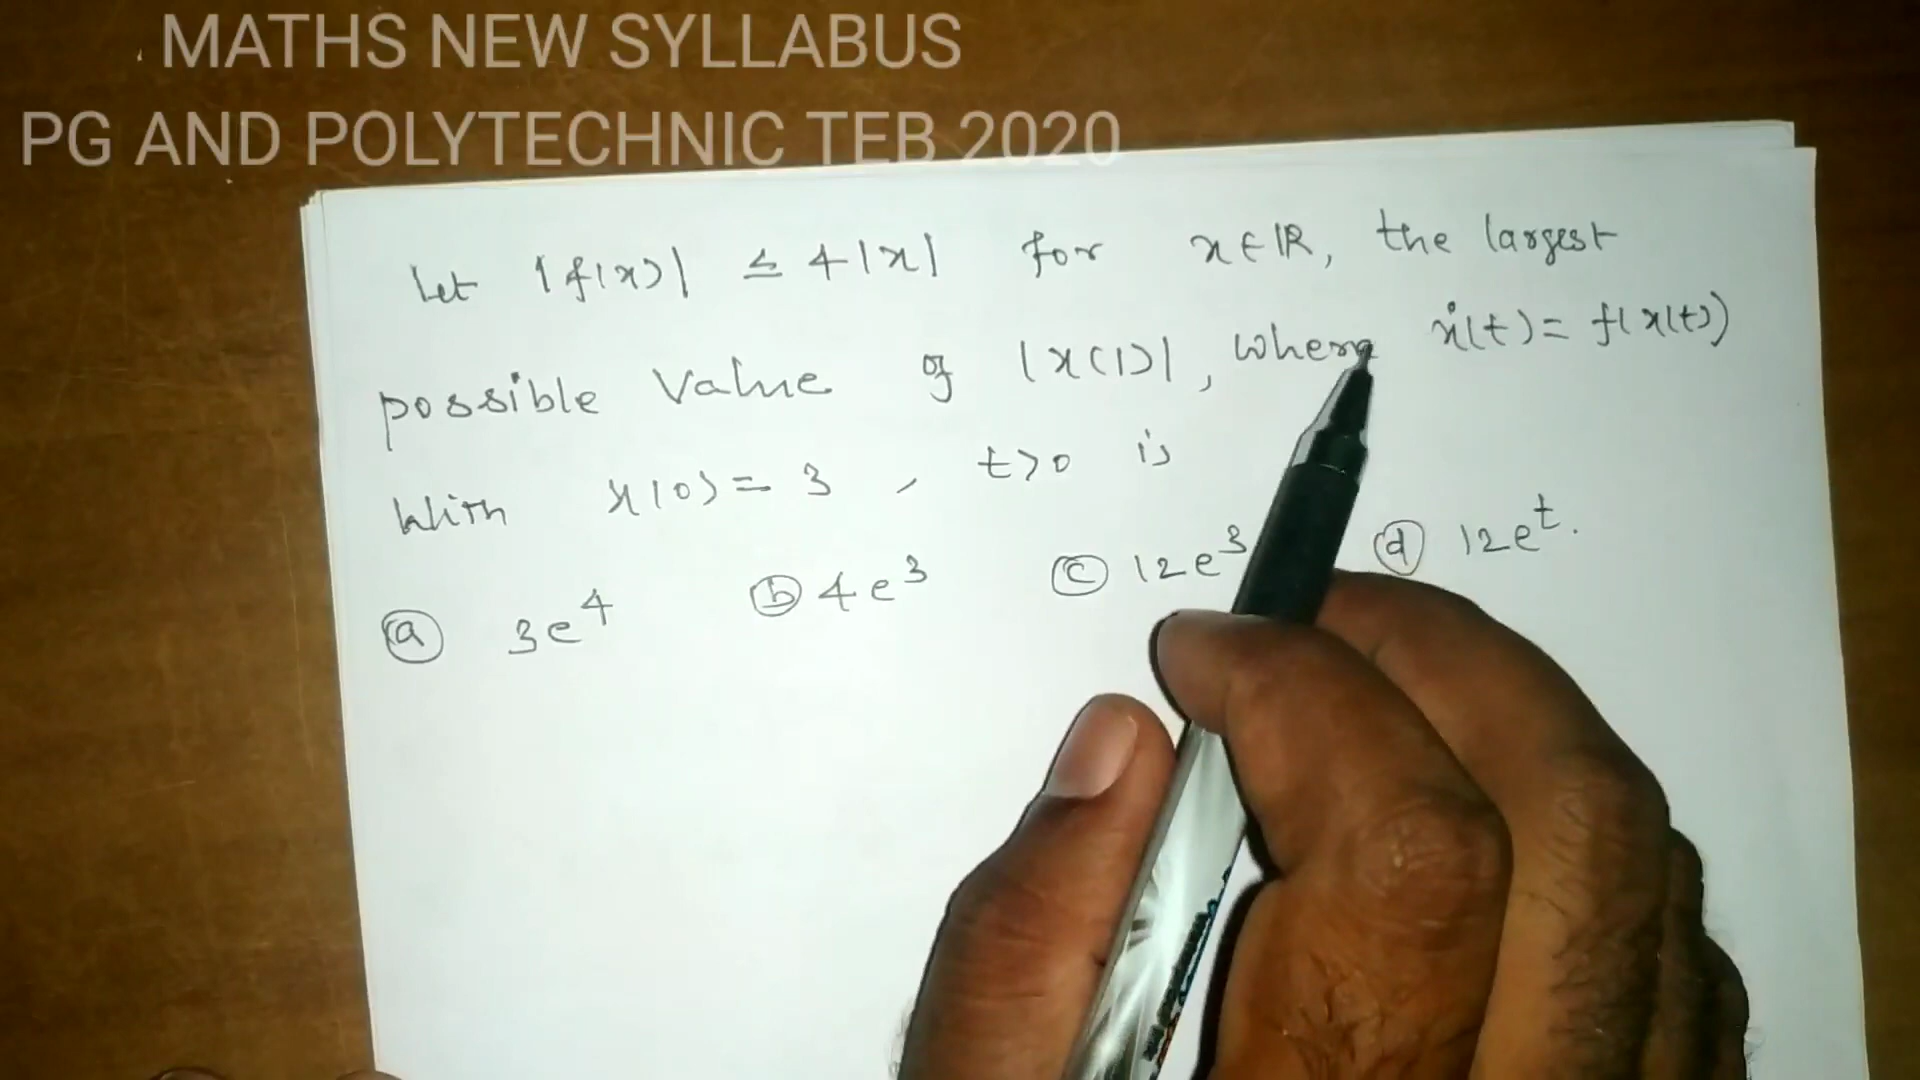 MATHS NEW SYLLABUS
PG AND POLYTECHNIC TEB 2020
Let |f(x)| ≤ 4|x| for x∈ℝ, the largest
possible value of |x(1)|, where ẋ(t) = f(x(t))
With x(0) = 3, t>0 is
ⓐ 3e⁴ ⓑ 4e³ ⓒ 12e³ ⓓ 12eᵗ.